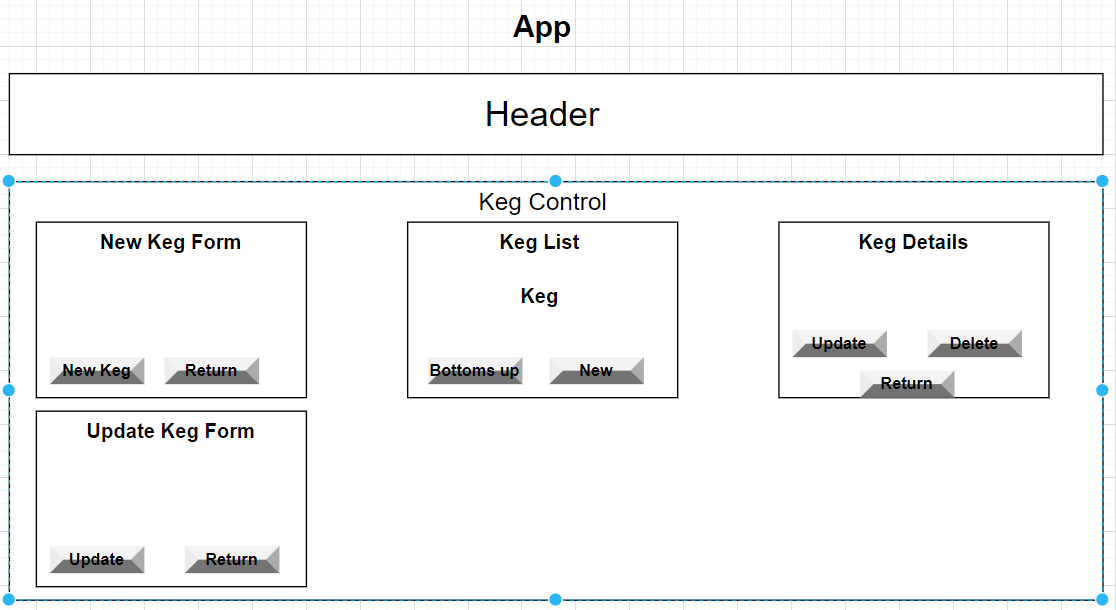 App
Header
Keg Control
New Keg Form
New Keg
Return
Keg List
Keg
Bottoms up
New
Keg Details
Update
Delete
Return
Update Keg Form
Update
Return